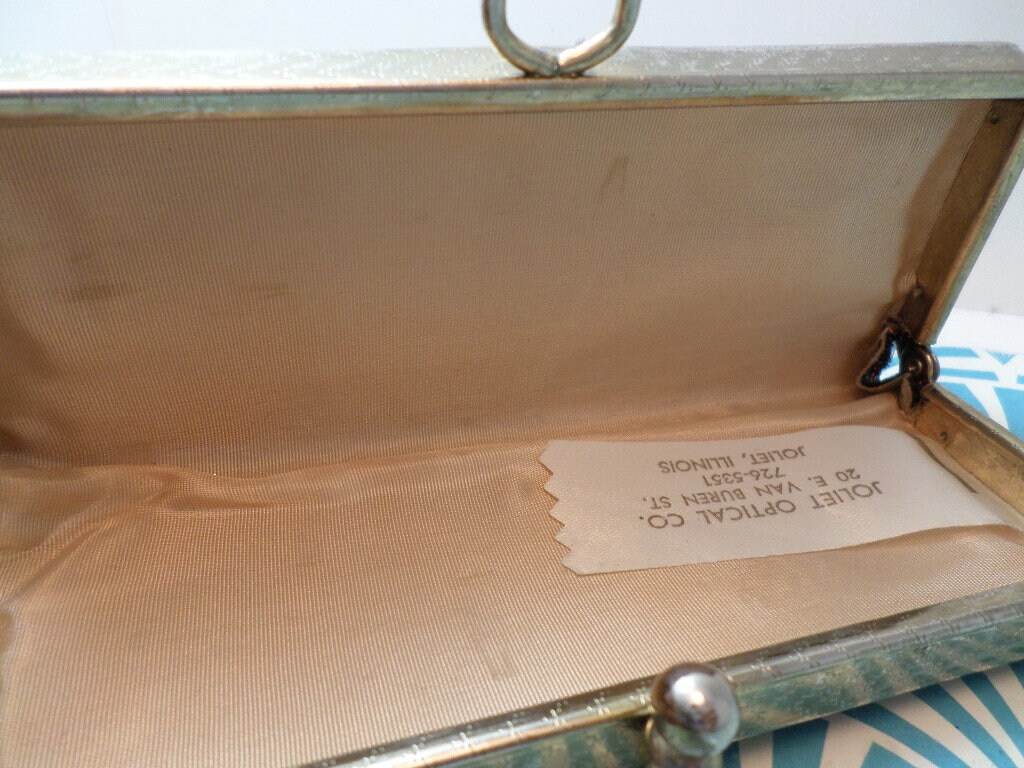 JOLIET OPTICAL CO.
20 E. VAN BUREN ST.
726-5351
JOLIET, ILLINOIS